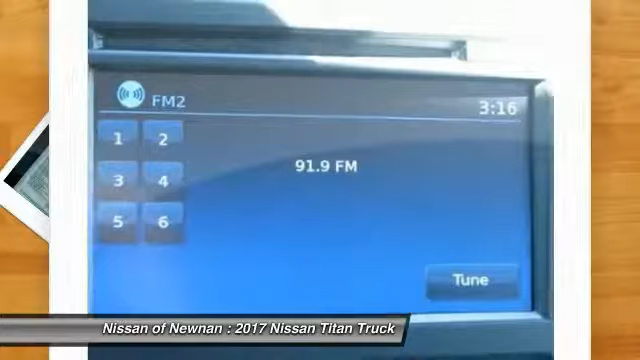 FM2
3:16
1 2
91.9 FM
3 4
5 6
Tune
Nissan of Newnan : 2017 Nissan Titan Truck